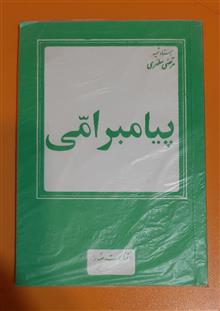 استاد شهید
مرتضی مطهری
پیامبر امّی
انتشارات صدرا